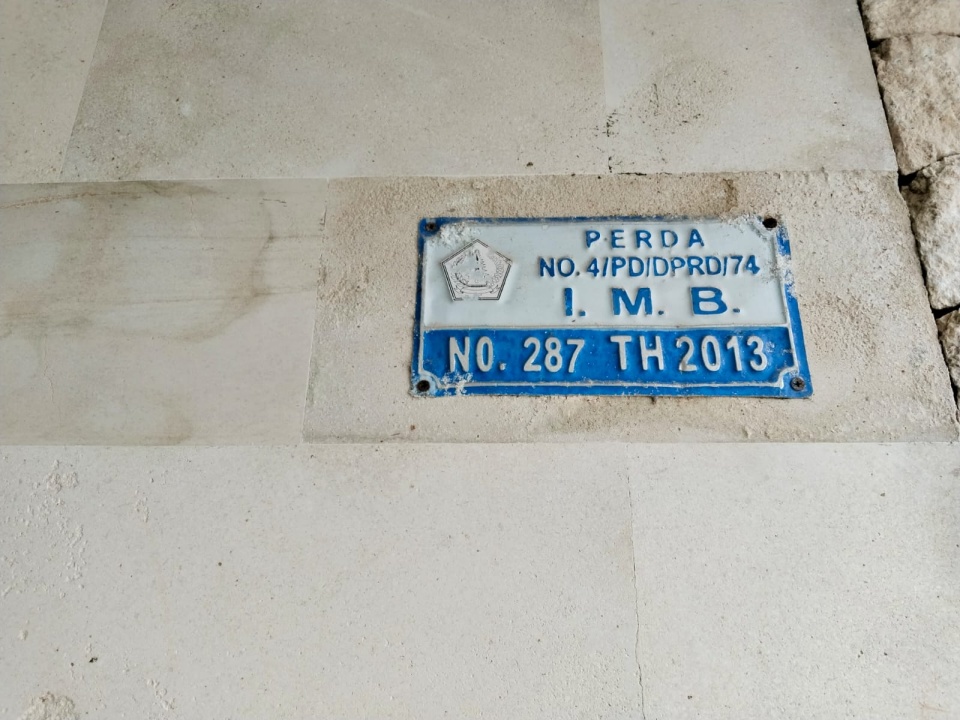 PERDA
NO. 4/PD/DPRD/74
I. M. B.
NO. 287 TH 2013